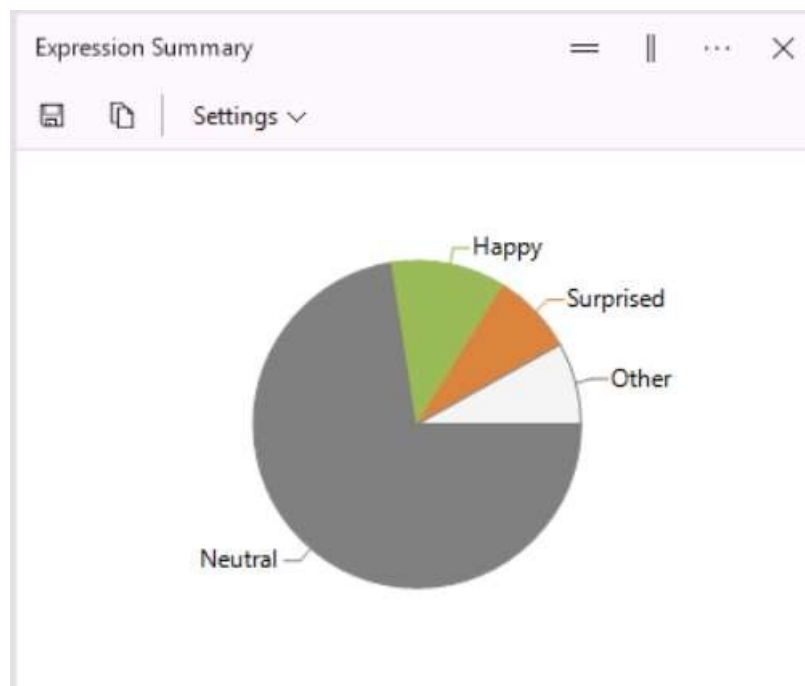 Expression Summary
Settings
Happy
Surprised
Other
Neutral